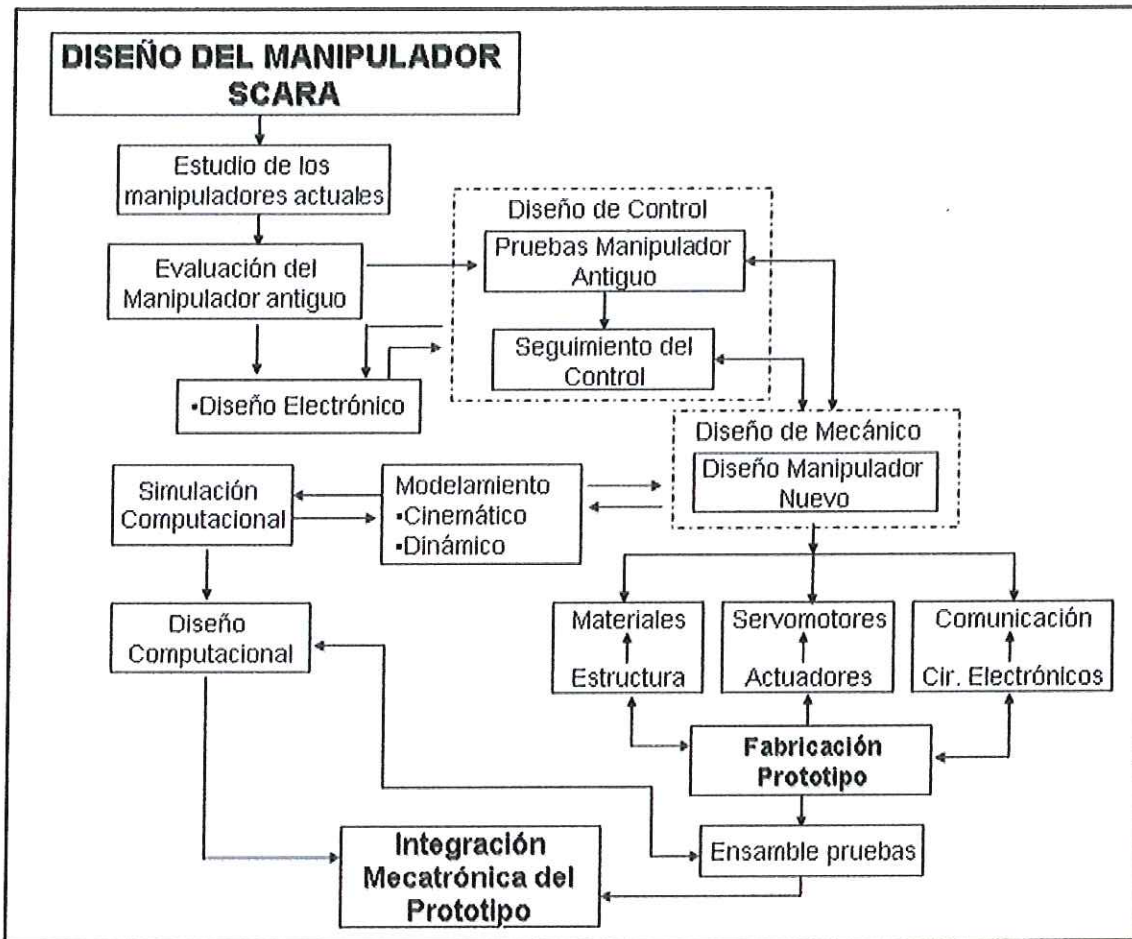 DISEÑO DEL MANIPULADOR
SCARA
Estudio de los
manipuladores actuales
Evaluación del
Manipulador antiguo
•Diseño Electrónico
Diseño de Control
Pruebas Manipulador
Antiguo
Seguimiento del
Control
Diseño de Mecánico
Diseño Manipulador
Nuevo
Modelamiento
•Cinemático
•Dinámico
Simulación
Computacional
Diseño
Computacional
Materiales
Estructura
Servomotores
Actuadores
Comunicación
Cir. Electrónicos
Fabricación
Prototipo
Ensamble pruebas
Integración
Mecatrónica del
Prototipo